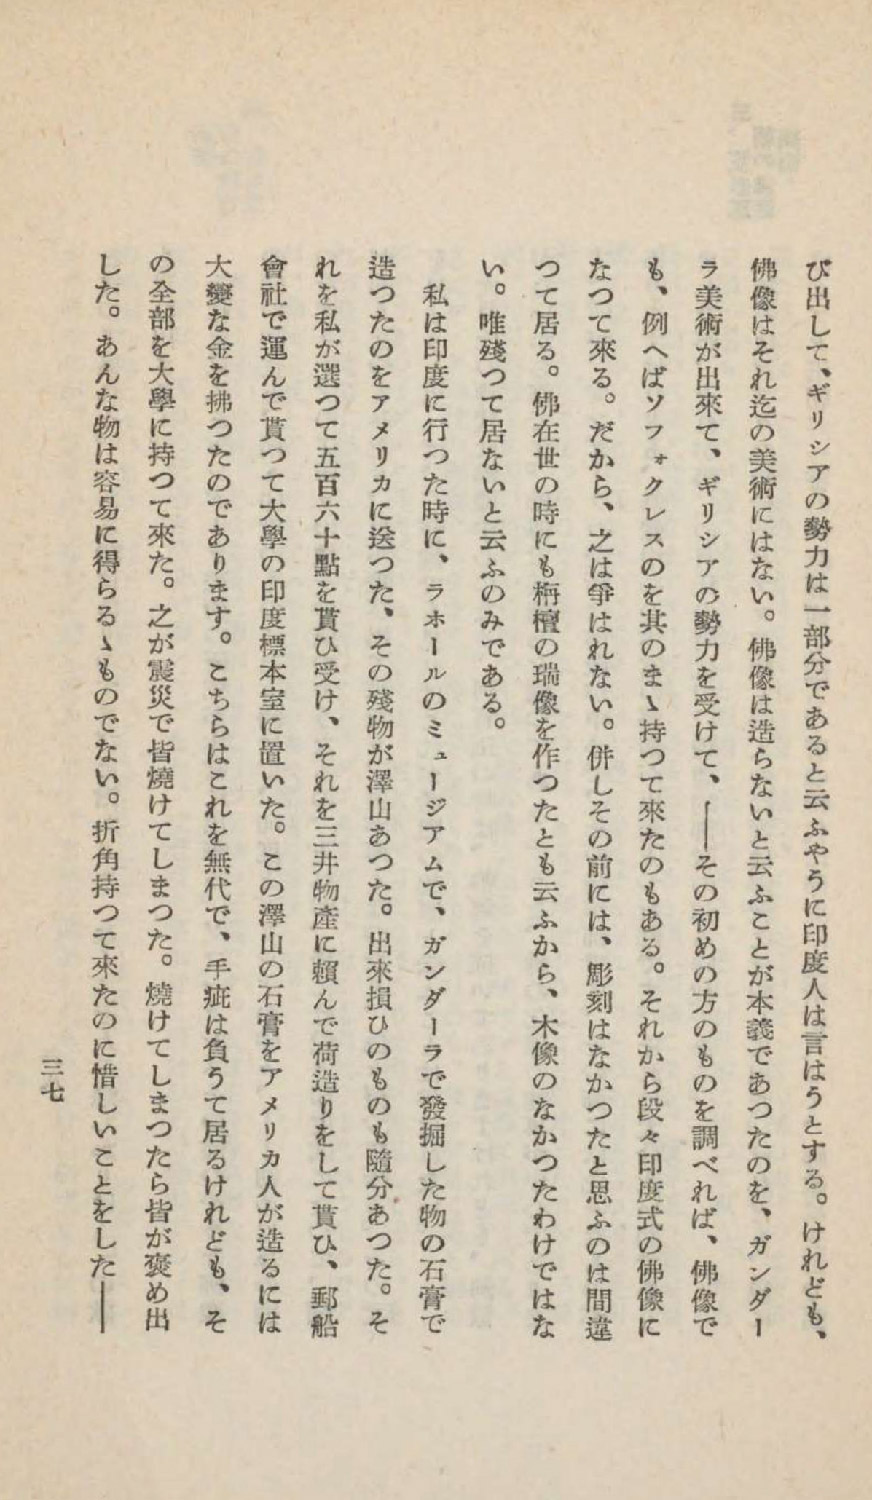 び出して、ギリシアの勢力は一部分であると云ふやうに印度人は言はうとする。けれども、
佛像はそれ迄の美術にはない。佛像は造らないと云ふことが本義であつたのを、ガンダー
ラ美術が出來て、ギリシアの勢力を受けて、――その初めの方のものを調べれば、佛像で
も、例へばソフォクレスのを其のまゝ持つて來たのもある。それから段々印度式の佛像に
なつて來る。だから、之は爭はれない。併しその前には、彫刻はなかつたと思ふのは間違
つて居る。佛在世の時にも栴檀の瑞像を作つたとも云ふから、木像のなかつたわけではな
い。唯殘つて居ないと云ふのみである。
私は印度に行つた時に、ラホールのミュージアムで、ガンダーラで發掘した物の石膏で
造つたのをアメリカに送つた、その殘物が澤山あつた。出來損ひのものも隨分あつた。そ
れを私が選つて五百六十點を貰ひ受け、それを三井物產に賴んで荷造りをして貰ひ、郵船
會社で運んで貰つて大學の印度標本室に置いた。この澤山の石膏をアメリカ人が造るには
大變な金を拂つたのであります。こちらはこれを無代で、手疵は負うて居るけれども、そ
の全部を大學に持つて來た。之が震災で皆燒けてしまつた。燒けてしまつたら皆が褒め出
した。あんな物は容易に得らるゝものでない。折角持つて來たのに惜しいことをした――
三七